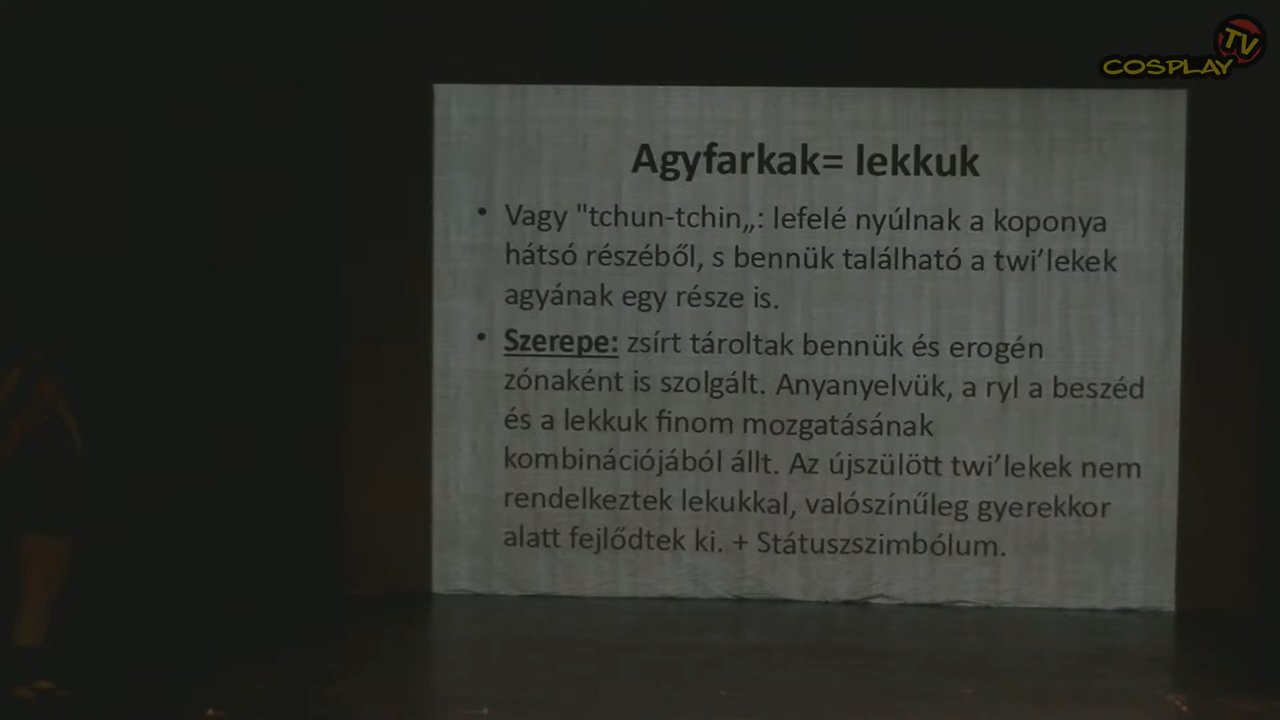 TV
COSPLAY
Agyfarkak= lekkuk
• Vagy "tchun-tchin„: lefelé nyúlnak a koponya
hátsó részéből, s bennük található a twi’lekek
agyának egy része is.
• Szerepe: zsírt tároltak bennük és erogén
zónaként is szolgált. Anyanyelvük, a ryl a beszéd
és a lekkuk finom mozgatásának
kombinációjából állt. Az újszülött twi’lekek nem
rendelkeztek lekukkal, valószínűleg gyerekkor
alatt fejlődtek ki. + Státuszszimbólum.